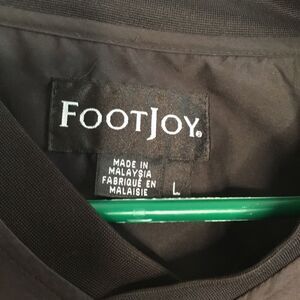 FOOTJOY®
MADE IN
MALAYSIA
FABRIQUÉ EN
MALAISIE
L